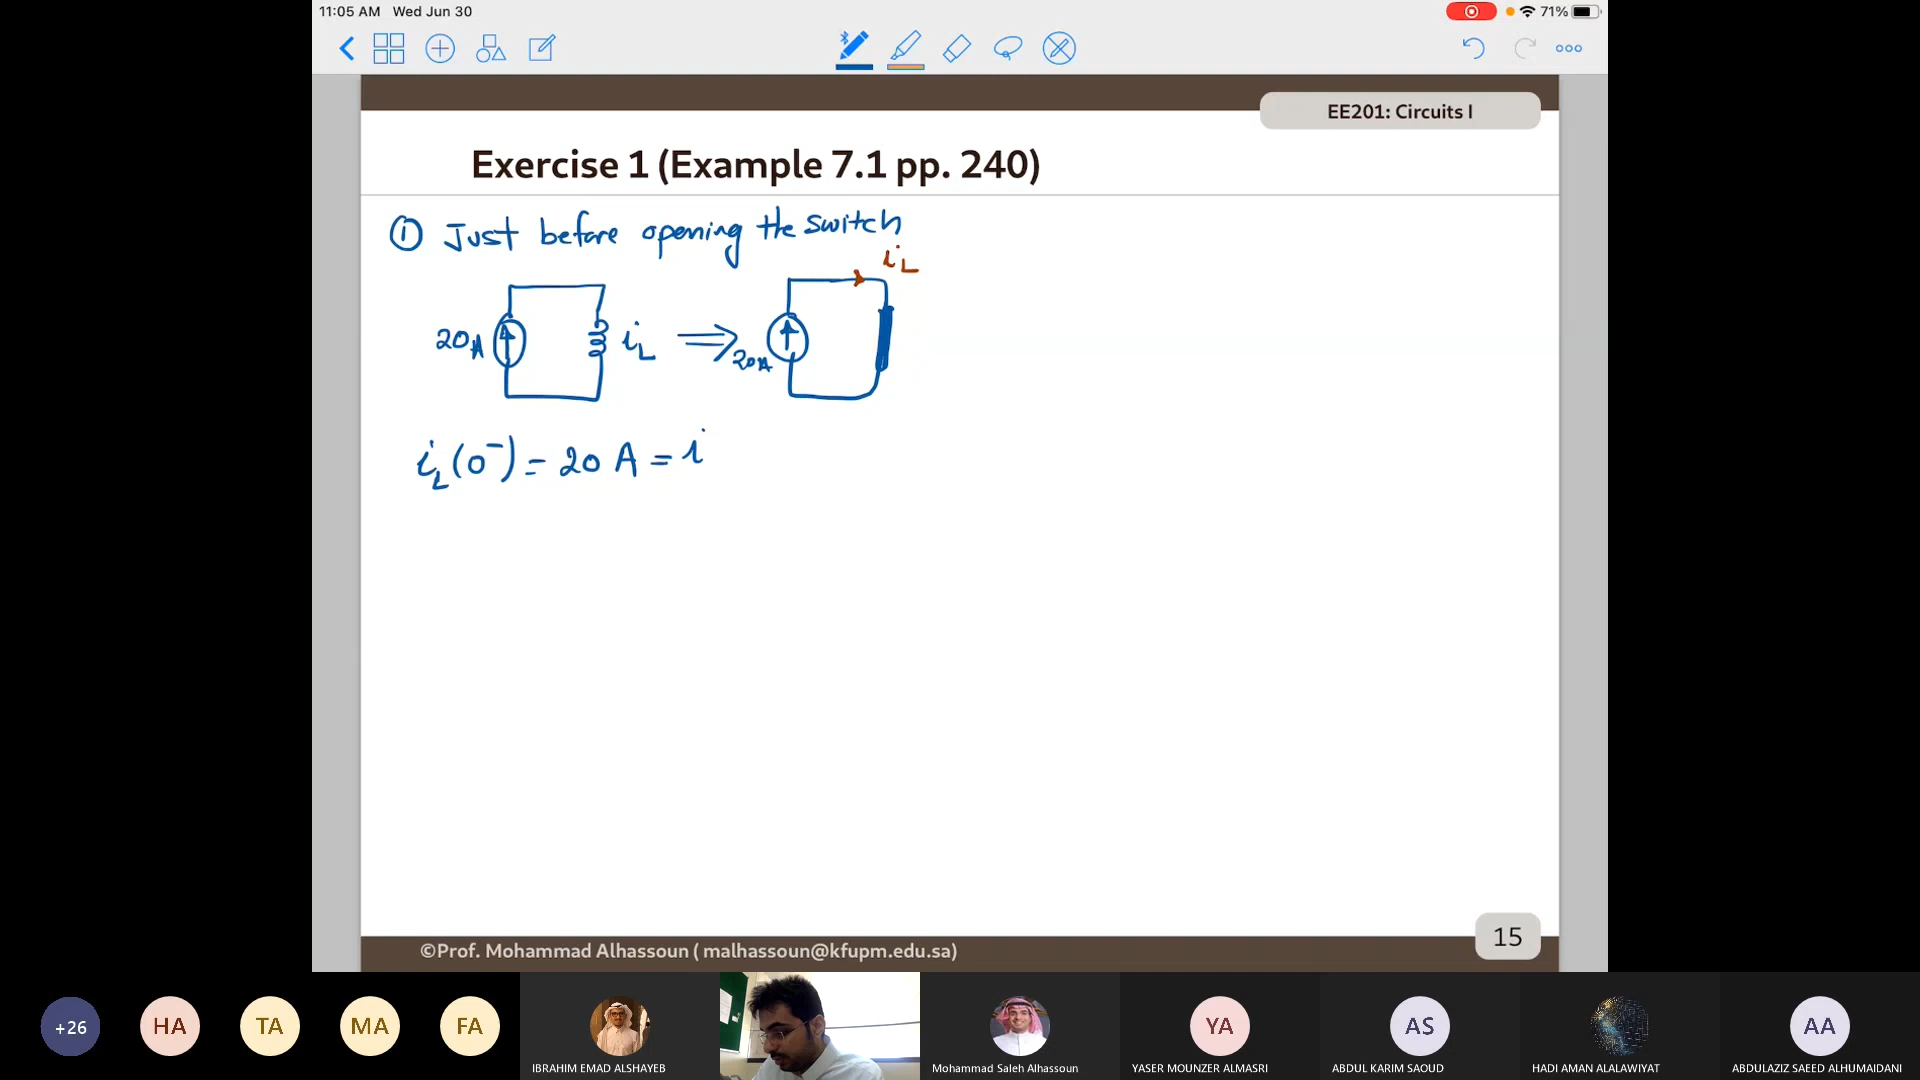 11:05 AM Wed Jun 30
71%
EE201: Circuits I
Exercise 1 (Example 7.1 pp. 240)
① Just before opening the switch
20A
iL
⇒
20A
iL
iL(0⁻) = 20 A = i
15
©Prof. Mohammad Alhassoun ( malhassoun@kfupm.edu.sa)
+26
HA
TA
MA
FA
IBRAHIM EMAD ALSHAYEB
Mohammad Saleh Alhassoun
YA
YASER MOUNZER ALMASRI
AS
ABDUL KARIM SAOUD
HADI AMAN ALALAWIYAT
AA
ABDULAZIZ SAEED ALHUMAIDANI